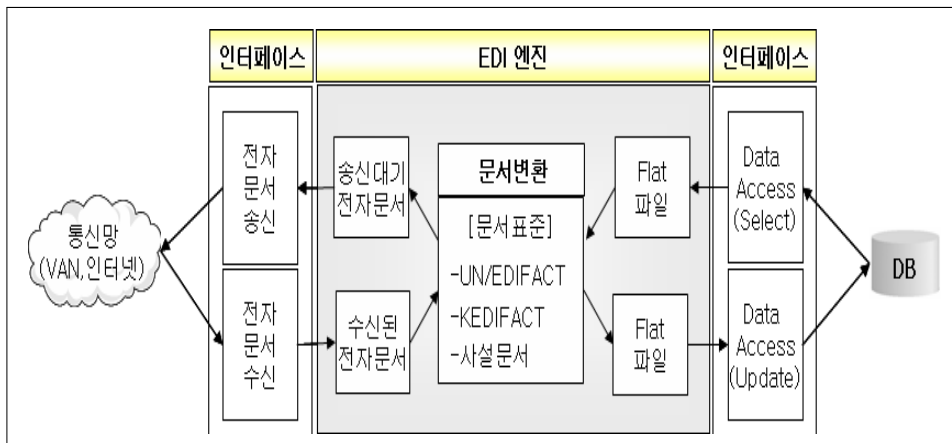 인터페이스
EDI 엔진
인터페이스
통신망
(VAN,인터넷)
전자
문서
송신
전자
문서
수신
송신대기
전자문서
수신된
전자문서
문서변환
[문서표준]
-UN/EDIFACT
-KEDIFACT
-사설문서
Flat
파일
Flat
파일
Data
Access
(Select)
Data
Access
(Update)
DB